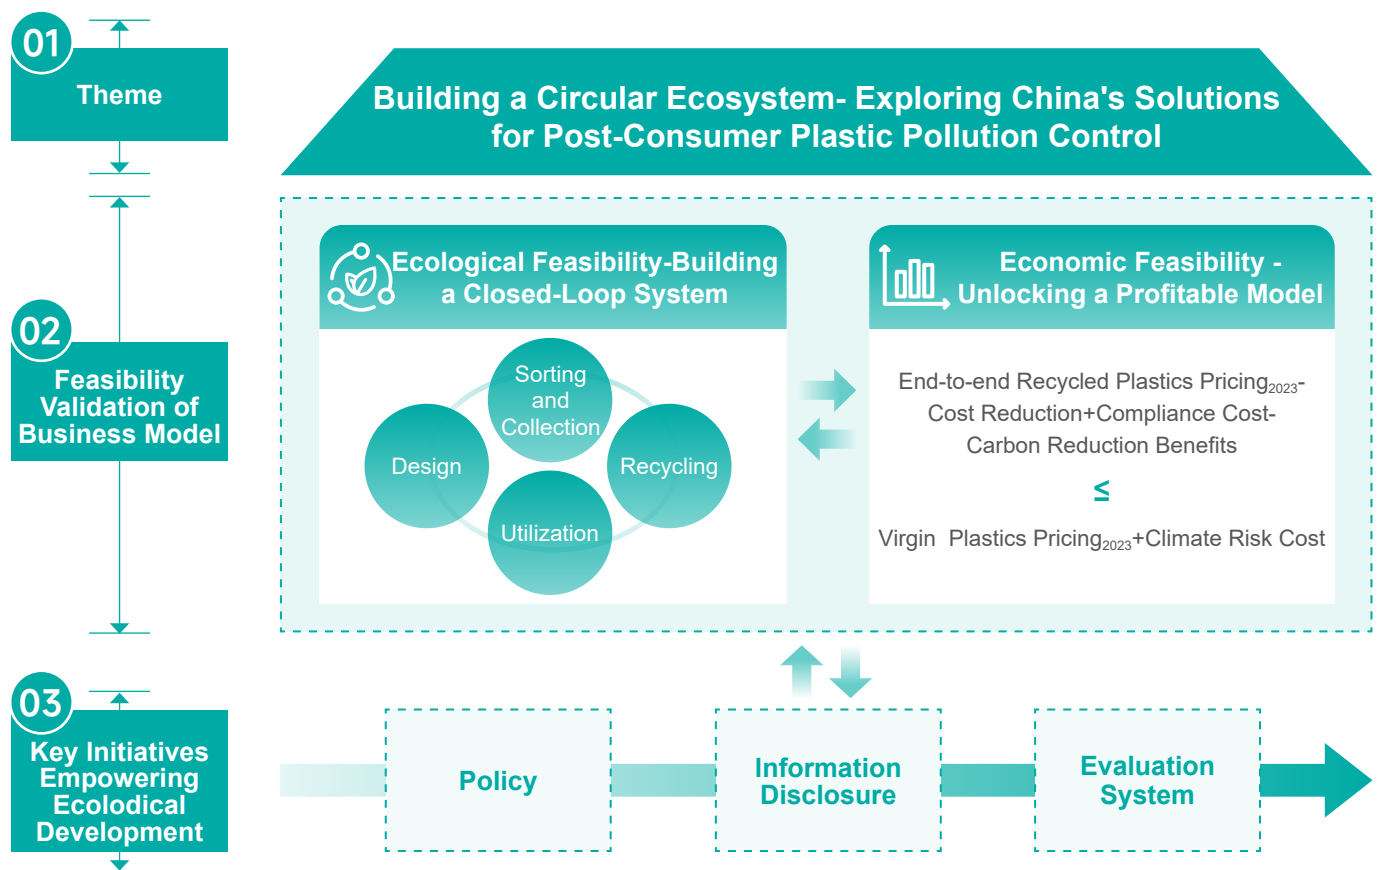 01
Theme
Building a Circular Ecosystem- Exploring China's Solutions
for Post-Consumer Plastic Pollution Control
02
Feasibility
Validation of
Business Model
Ecological Feasibility-Building
a Closed-Loop System
Sorting
and
Collection
Design
Recycling
Utilization
Economic Feasibility -
Unlocking a Profitable Model
End-to-end Recycled Plastics Pricing2023-
Cost Reduction+Compliance Cost-
Carbon Reduction Benefits
≤
Virgin Plastics Pricing2023+Climate Risk Cost
03
Key Initiatives
Empowering
Ecolodical
Development
Policy
Information
Disclosure
Evaluation
System